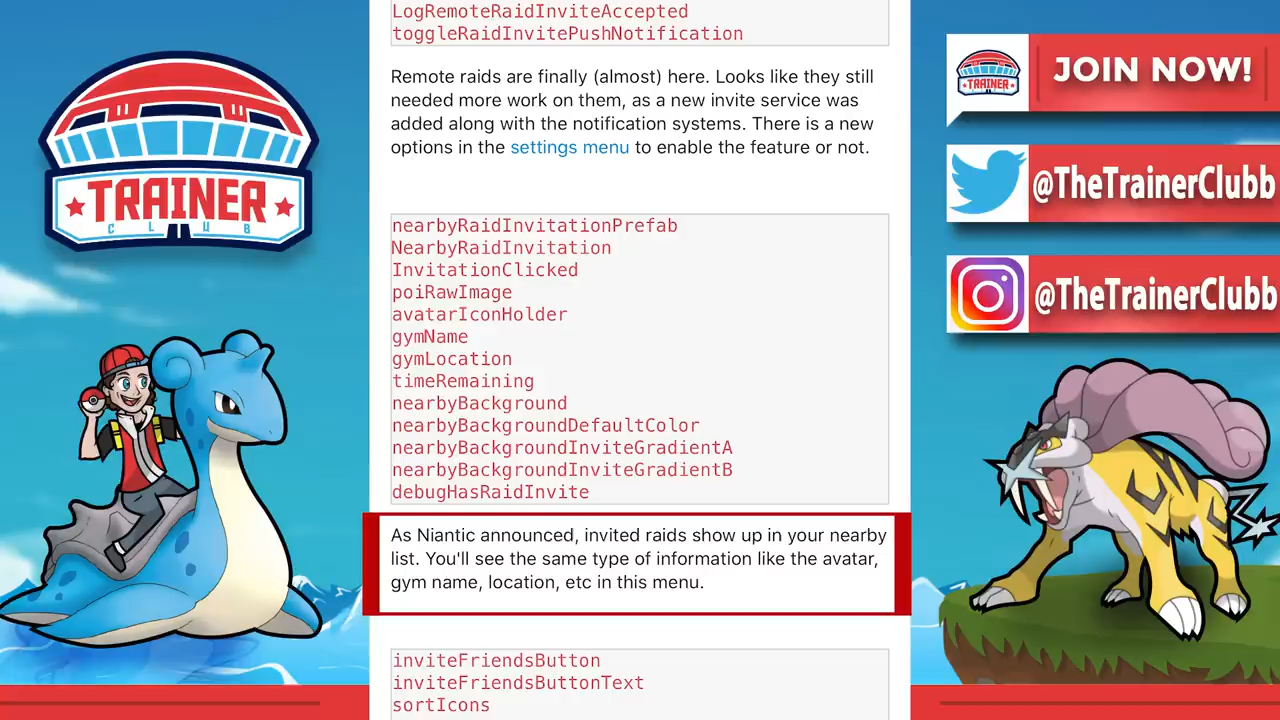 LogRemoteRaidInviteAccepted
toggleRaidInvitePushNotification
Remote raids are finally (almost) here. Looks like they still
needed more work on them, as a new invite service was
added along with the notification systems. There is a new
options in the settings menu to enable the feature or not.
nearbyRaidInvitationPrefab
NearbyRaidInvitation
InvitationClicked
poiRawImage
avatarIconHolder
gymName
gymLocation
timeRemaining
nearbyBackground
nearbyBackgroundDefaultColor
nearbyBackgroundInviteGradientA
nearbyBackgroundInviteGradientB
debugHasRaidInvite
As Niantic announced, invited raids show up in your nearby
list. You'll see the same type of information like the avatar,
gym name, location, etc in this menu.
inviteFriendsButton
inviteFriendsButtonText
sortIcons
TRAINER
CLUB
TRAINER
JOIN NOW!
@TheTrainerClubb
@TheTrainerClubb